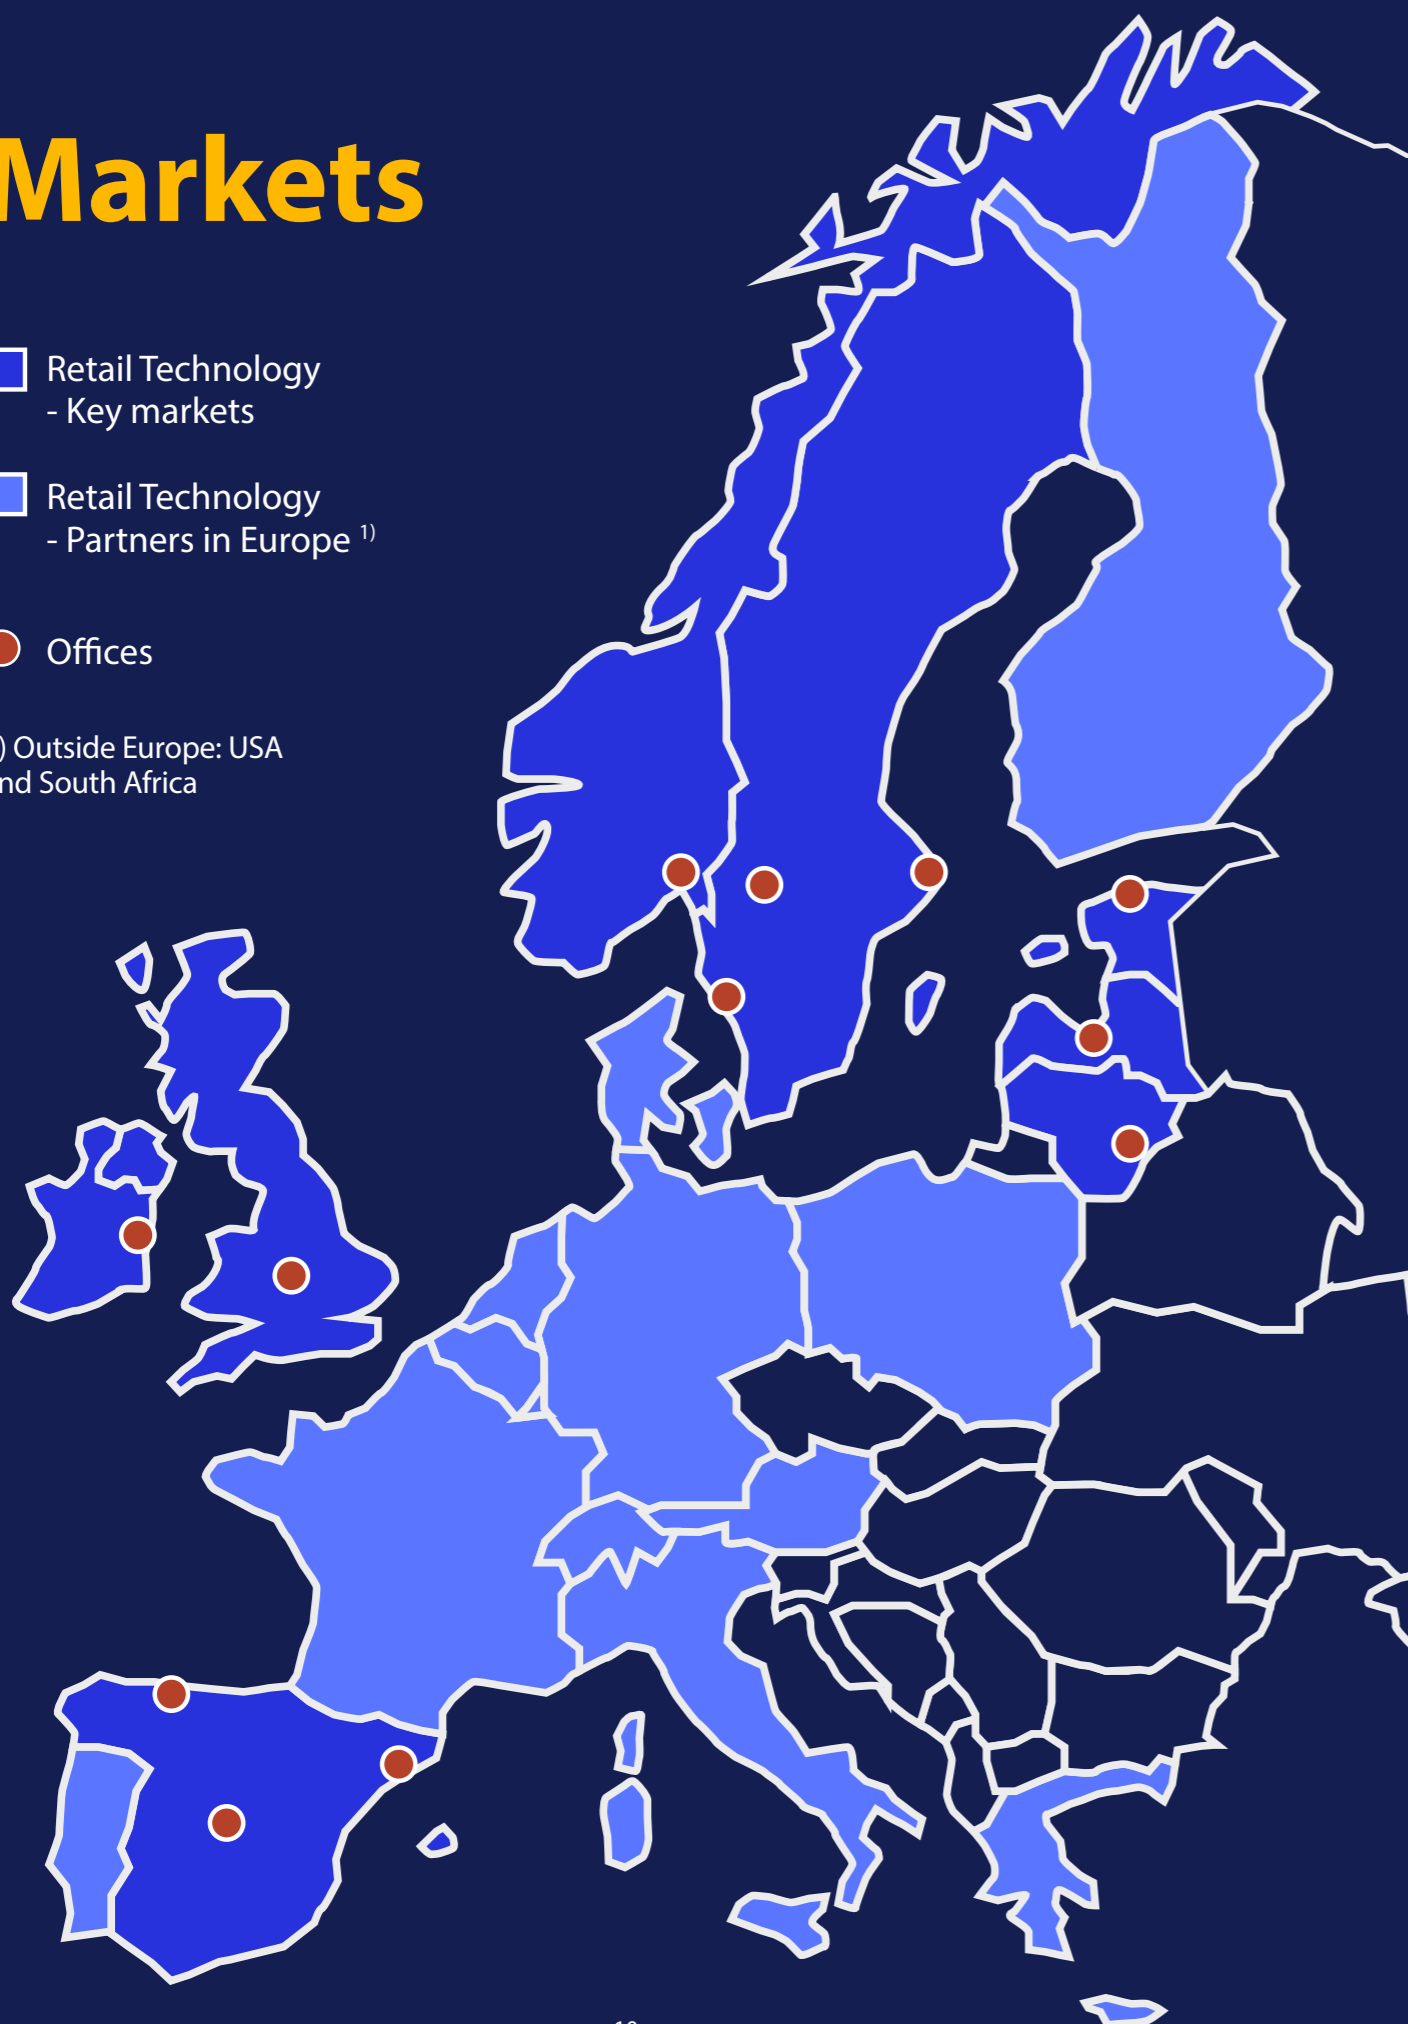 Markets
Retail Technology
- Key markets
Retail Technology
- Partners in Europe 1)
Offices
) Outside Europe: USA
nd South Africa